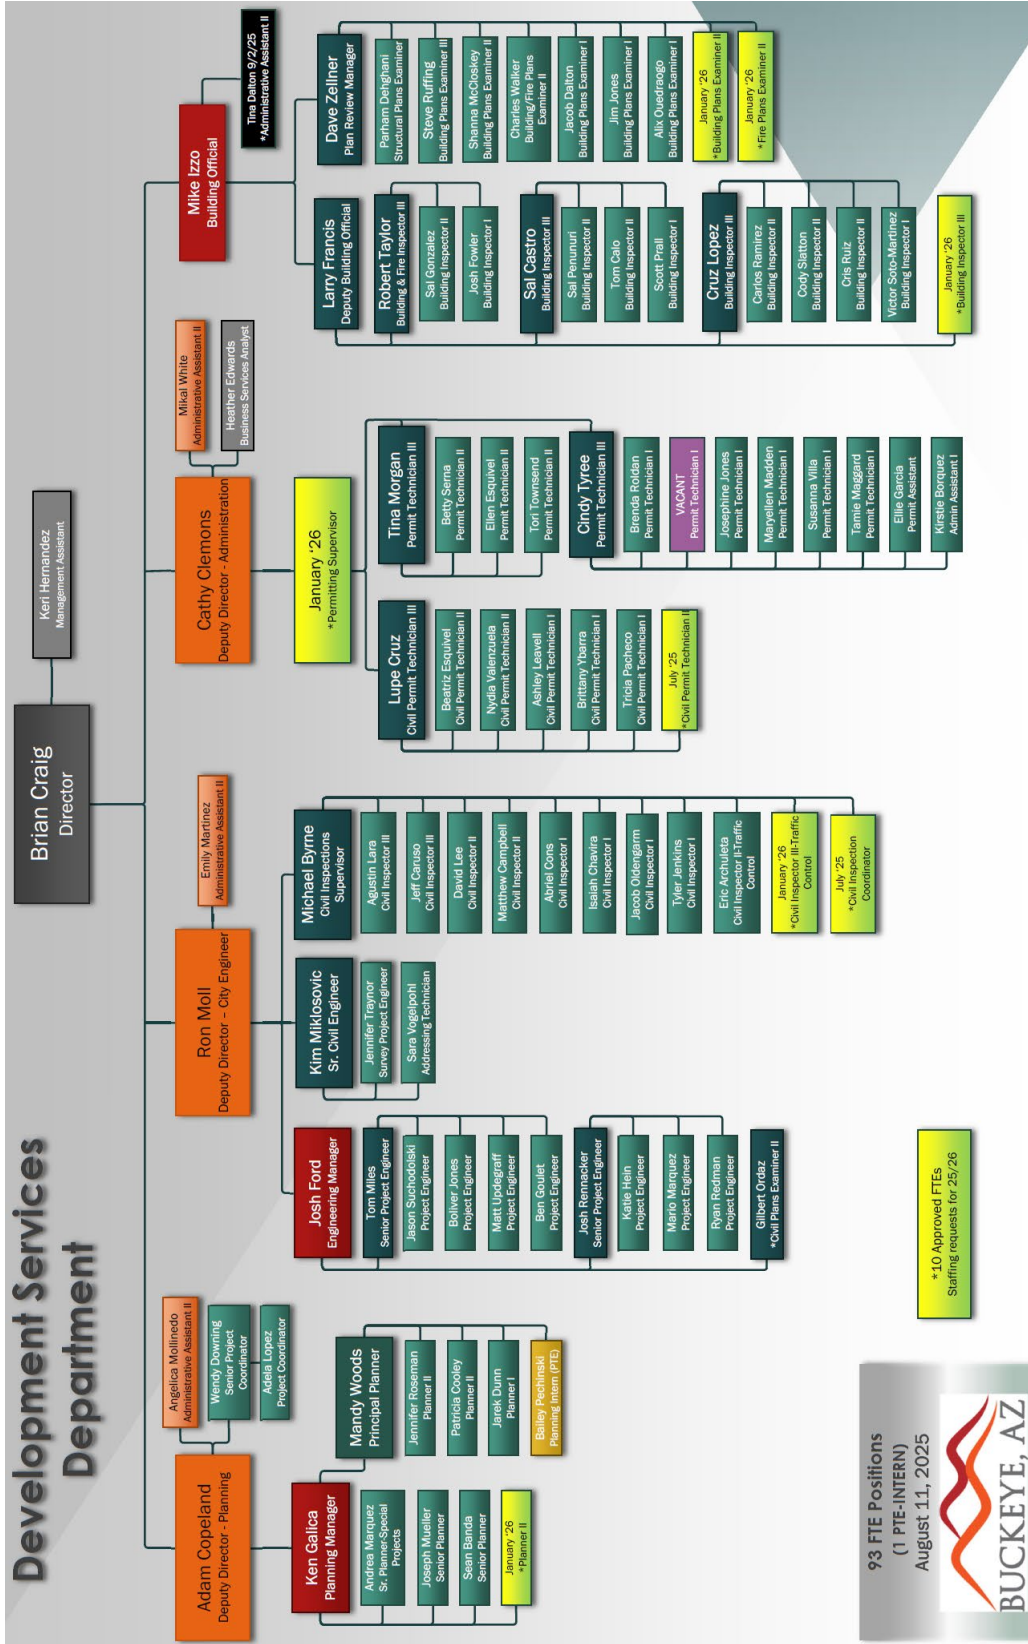 Development Services
Department
Brian Craig
Director
Keri Hernandez
Management Assistant
Adam Copeland
Deputy Director - Planning
Angelica Mollinedo
Administrative Assistant II
Wendy Downing
Senior Project
Coordinator
Adela Lopez
Project Coordinator
Ken Galica
Planning Manager
Andrea Marquez
Sr. Planner-Special
Projects
Joseph Mueller
Senior Planner
Sean Banda
Senior Planner
January '26
*Planner II
Mandy Woods
Principal Planner
Jennifer Roseman
Planner II
Patricia Cooley
Planner II
Jarek Dunn
Planner I
Bailey Pechinski
Planning Intern (PTE)
Ron Moll
Deputy Director – City Engineer
Emily Martinez
Administrative Assistant II
Josh Ford
Engineering Manager
Tom Miles
Senior Project Engineer
Jason Suchodolski
Project Engineer
Boliver Jones
Project Engineer
Matt Updegraff
Project Engineer
Ben Goulet
Project Engineer
Josh Riemacker
Senior Project Engineer
Katie Hein
Project Engineer
Mario Marquez
Project Engineer
Ryan Redman
Project Engineer
Gilbert Ordaz
*Civil Plans Examiner II
Kim Miklosovic
Sr. Civil Engineer
Jennifer Traynor
Survey Project Engineer
Sara Vogelpohl
Addressing Technician
Michael Byrne
Civil Inspections
Supervisor
Agustin Lara
Civil Inspector III
Jeff Caruso
Civil Inspector III
David Lee
Civil Inspector II
Matthew Campbell
Civil Inspector II
Abriel Cons
Civil Inspector I
Isaiah Chavira
Civil Inspector I
Jacob Oldengarm
Civil Inspector I
Tyler Jenkins
Civil Inspector I
Eric Archuleta
Civil Inspector II-Traffic
Control
January '26
*Civil Inspector III-Traffic
Control
July '25
*Civil Inspection
Coordinator
Cathy Clemons
Deputy Director - Administration
Mikal White
Administrative Assistant II
Heather Edwards
Business Services Analyst
January '26
*Permitting Supervisor
Lupe Cruz
Civil Permit Technician III
Beatriz Esquivel
Civil Permit Technician II
Nydia Valenzuela
Civil Permit Technician II
Ashley Leavell
Civil Permit Technician I
Brittany Ybarra
Civil Permit Technician I
Tricia Pacheco
Civil Permit Technician I
July '25
*Civil Permit Technician II
Tina Morgan
Permit Technician III
Betty Serna
Permit Technician II
Ellen Esquivel
Permit Technician II
Tori Townsend
Permit Technician II
Cindy Tyree
Permit Technician III
Brenda Roldan
Permit Technician I
VACANT
Permit Technician I
Josephine Jones
Permit Technician I
Maryellen Madden
Permit Technician I
Susanna Villa
Permit Technician I
Tamie Maggard
Permit Technician I
Ellie Garcia
Permit Assistant
Kirstie Borquez
Admin Assistant I
Mike Izzo
Building Official
Tina Dalton 9/2/25
*Administrative Assistant II
Larry Francis
Deputy Building Official
Robert Taylor
Building & Fire Inspector III
Sal Gonzalez
Building Inspector II
Josh Fowler
Building Inspector I
Sal Castro
Building Inspector III
Sal Penunuri
Building Inspector II
Tom Calo
Building Inspector II
Scott Prall
Building Inspector I
Cruz Lopez
Building Inspector III
Carlos Ramirez
Building Inspector II
Cody Slatton
Building Inspector II
Cris Ruiz
Building Inspector II
Victor Soto-Martinez
Building Inspector I
January '26
*Building Inspector III
Dave Zellner
Plan Review Manager
Parham Dehghani
Structural Plans Examiner
Steve Ruffing
Building Plans Examiner III
Shanna McCloskey
Building Plans Examiner II
Charles Walker
Building/Fire Plans
Examiner II
Jacob Dalton
Building Plans Examiner I
Jim Jones
Building Plans Examiner I
Alix Ouedraogo
Building Plans Examiner I
January '26
*Building Plans Examiner II
January '26
*Fire Plans Examiner II
*10 Approved FTEs
Staffing requests for 25/26
93 FTE Positions
(1 PTE-INTERN)
August 11, 2025
BUCKEYE, AZ